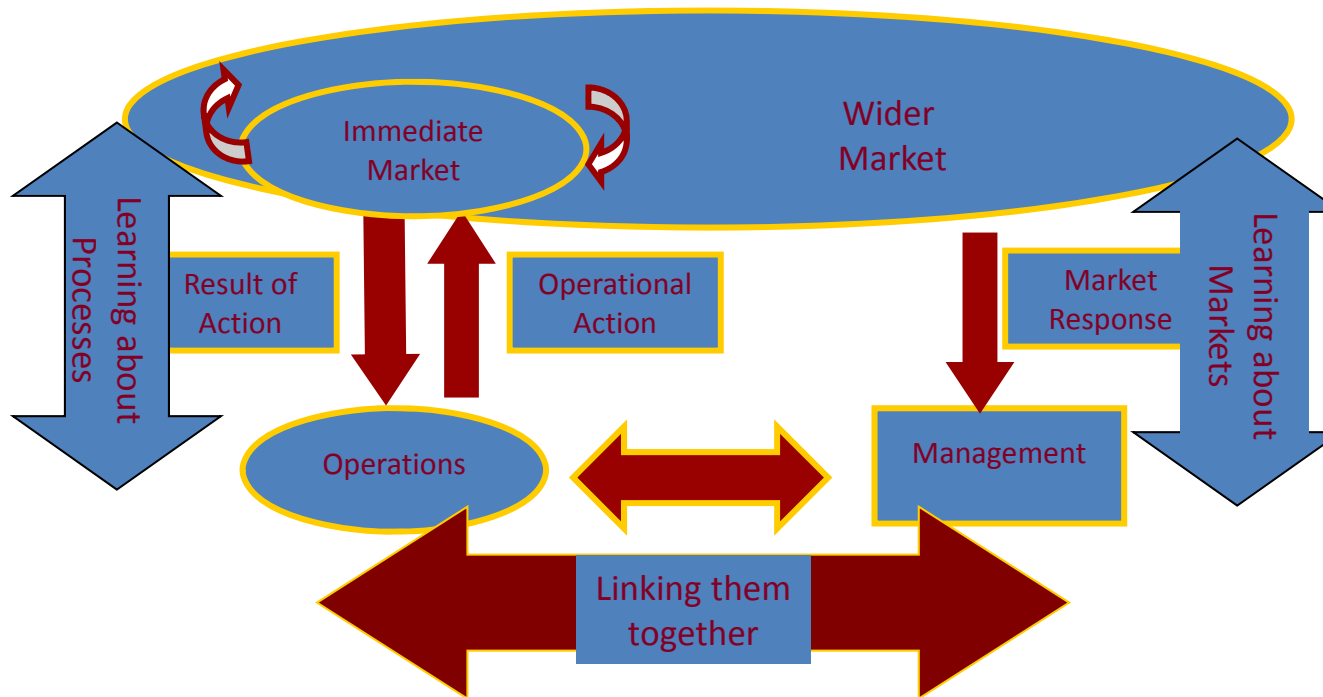 Immediate
Market
Wider
Market
Learning about
Processes
Result of
Action
Operational
Action
Market
Response
Learning about
Markets
Operations
Management
Linking them
together